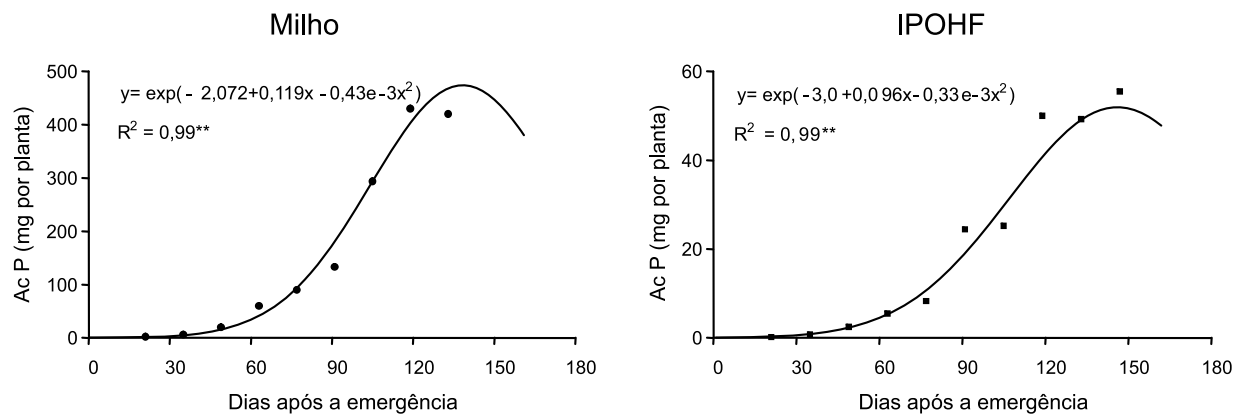 Milho
500
400
300
200
100
0
Ac P (mg por planta)
y= exp(- 2,072+0,119x - 0,43e-3x²)
R² = 0,99**
0 30 60 90 120 150 180
Dias após a emergência
IPOHF
60
40
20
0
Ac P (mg por planta)
y= exp(-3,0 +0,096x- 0,33e-3x²)
R² = 0,99**
0 30 60 90 120 150 180
Dias após a emergência